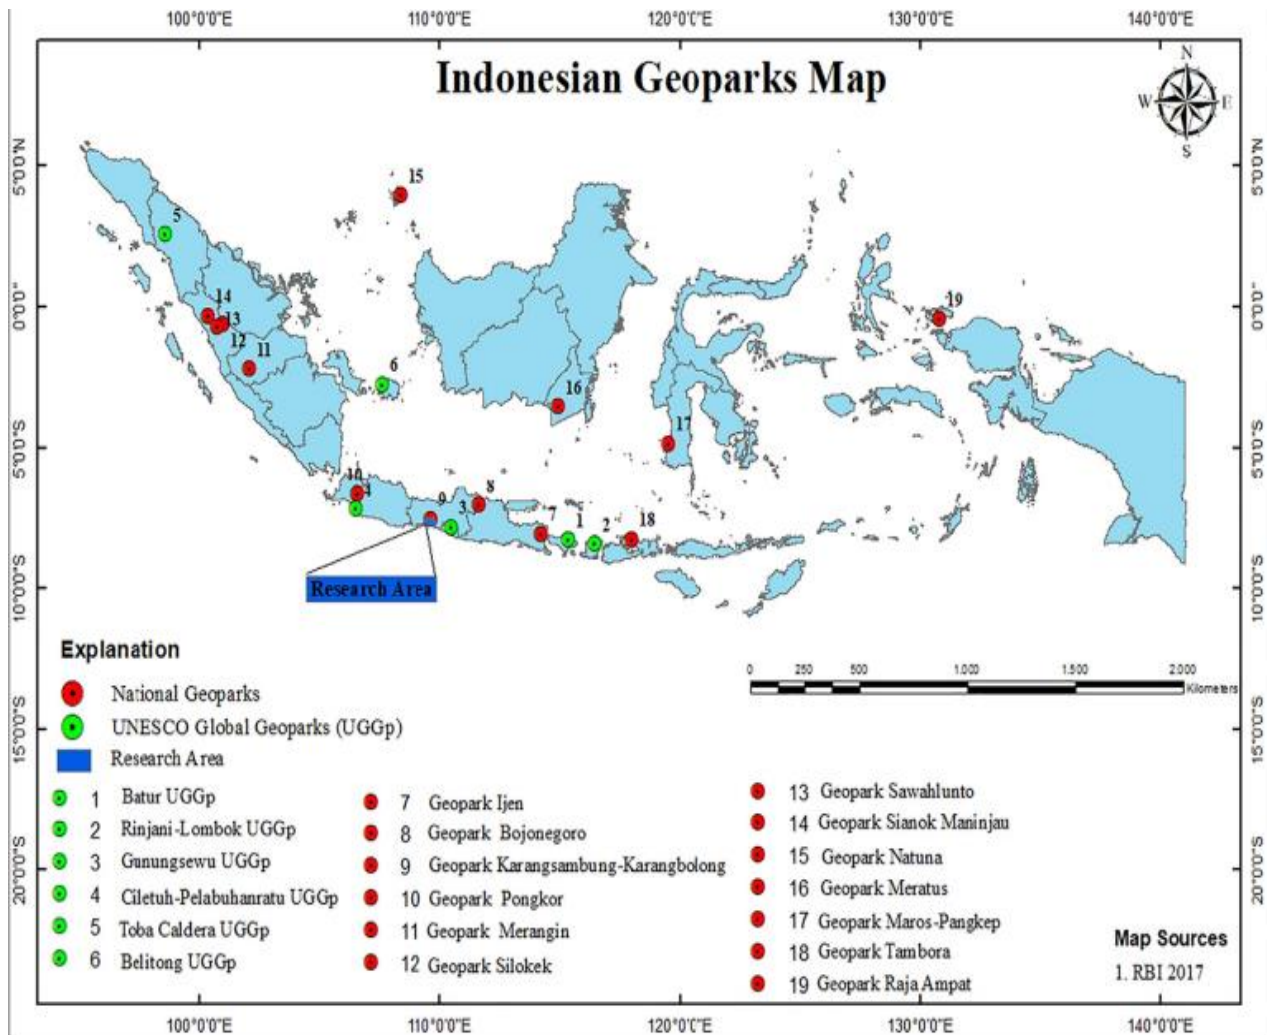 100°0'0"E 110°0'0"E 120°0'0"E 130°0'0"E 140°0'0"E
Indonesian Geoparks Map
N
W E
S
5°0'0"N
0°0'0"
5°0'0"S
10°0'0"S
15°0'0"S
20°0'0"S
5°0'0"N
0°0'0"
5°0'0"S
10°0'0"S
15°0'0"S
20°0'0"S
15
5
14
13
12
11
6
19
16
17
10
4
9
3
8
7
1
2
18
Research Area
0 250 500 1.000 1.500 2.000
Kilometers
Explanation
National Geoparks
UNESCO Global Geoparks (UGGp)
Research Area
1 Batur UGGp
2 Rinjani-Lombok UGGp
3 Gunungsewu UGGp
4 Ciletuh-Pelabuhanratu UGGp
5 Toba Caldera UGGp
6 Belitong UGGp
7 Geopark Ijen
8 Geopark Bojonegoro
9 Geopark Karangsambung-Karangbolong
10 Geopark Pongkor
11 Geopark Merangin
12 Geopark Silokek
13 Geopark Sawahlunto
14 Geopark Sianok Maninjau
15 Geopark Natuna
16 Geopark Meratus
17 Geopark Maros-Pangkep
18 Geopark Tambora
19 Geopark Raja Ampat
Map Sources
1. RBI 2017
100°0'0"E 110°0'0"E 120°0'0"E 130°0'0"E 140°0'0"E